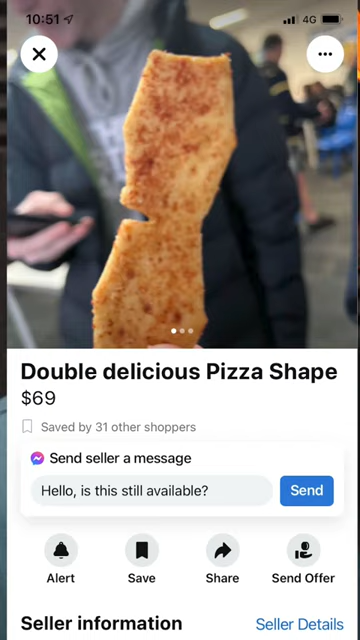 10:51
4G
Double delicious Pizza Shape
$69
Saved by 31 other shoppers
Send seller a message
Hello, is this still available?
Send
Alert
Save
Share
Send Offer
Seller information
Seller Details